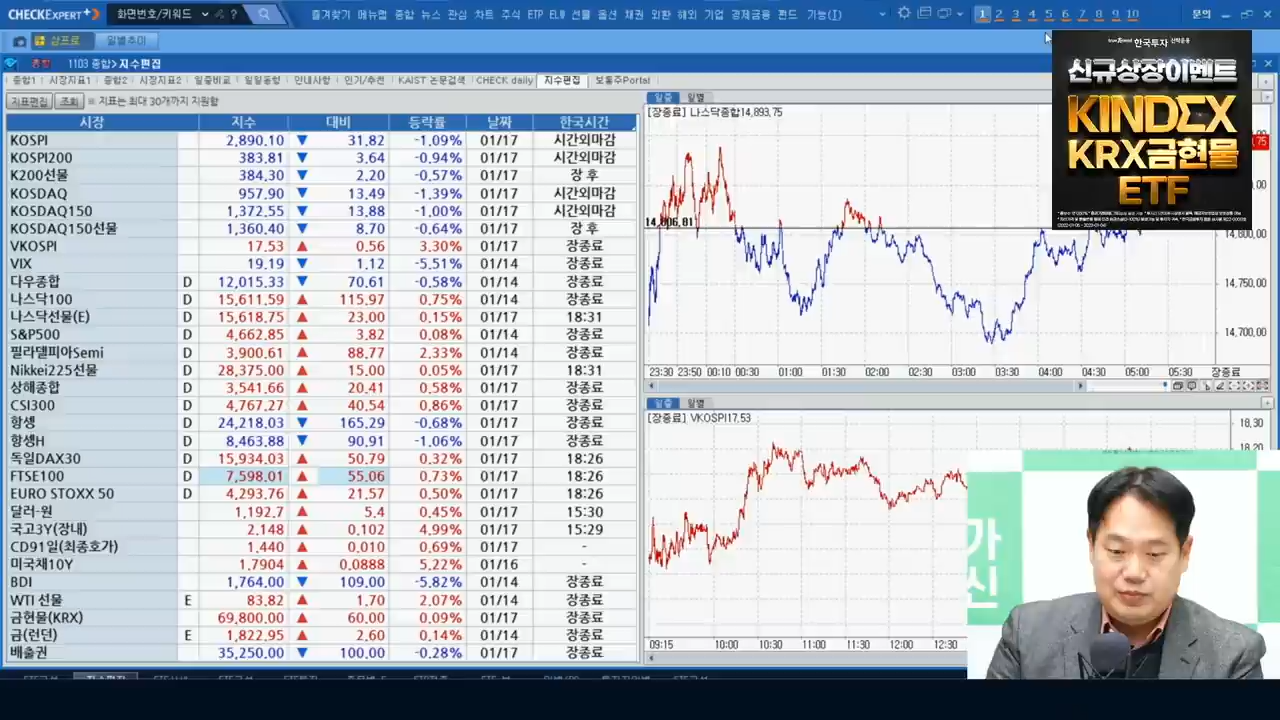 CHECKEXPERT+ 화면번호/키워드 즐겨찾기 메뉴맵 종합 뉴스 관심 차트 주식 ETP ELW 선물 옵션 채권 외환 해외 기업 경제금융 펀드 기능(I) 1 2 3 4 5 6 7 8 9 10 문의
삼프로 일별추이
종합 1103 종합>지수편집
종합1 시장지표1 종합2 시장지표2 일중비교 일일동향 안내사항 인기/추천 KAIST 논문검색 CHECK daily 지수편집 보통주Portal
지표편집 조회 ※ 지표는 최대 30개까지 지원함
시장 지수 대비 등락률 날짜 한국시간
KOSPI 2,890.10 ▼ 31.82 -1.09% 01/17 시간외마감
KOSPI200 383.81 ▼ 3.64 -0.94% 01/17 시간외마감
K200선물 384.30 ▼ 2.20 -0.57% 01/17 장 후
KOSDAQ 957.90 ▼ 13.49 -1.39% 01/17 시간외마감
KOSDAQ150 1,372.55 ▼ 13.88 -1.00% 01/17 시간외마감
KOSDAQ150선물 1,360.40 ▼ 8.70 -0.64% 01/17 장 후
VKOSPI 17.53 ▲ 0.56 3.30% 01/17 장종료
VIX 19.19 ▼ 1.12 -5.51% 01/14 장종료
다우종합 D 12,015.33 ▼ 70.61 -0.58% 01/14 장종료
나스닥100 D 15,611.59 ▲ 115.97 0.75% 01/14 장종료
나스닥선물(E) D 15,618.75 ▲ 23.00 0.15% 01/17 18:31
S&P500 D 4,662.85 ▲ 3.82 0.08% 01/14 장종료
필라델피아Semi D 3,900.61 ▲ 88.77 2.33% 01/14 장종료
Nikkei225선물 D 28,375.00 ▲ 15.00 0.05% 01/17 18:31
상해종합 D 3,541.66 ▲ 20.41 0.58% 01/17 장종료
CSI300 D 4,767.27 ▲ 40.54 0.86% 01/17 장종료
항셍 D 24,218.03 ▼ 165.29 -0.68% 01/17 장종료
항셍H D 8,463.88 ▼ 90.91 -1.06% 01/17 장종료
독일DAX30 D 15,934.03 ▲ 50.79 0.32% 01/17 18:26
FTSE100 D 7,598.01 ▲ 55.06 0.73% 01/17 18:26
EURO STOXX 50 D 4,293.76 ▲ 21.57 0.50% 01/17 18:26
달러-원 1,192.7 ▲ 5.4 0.45% 01/17 15:30
국고3Y(장내) 2.148 ▲ 0.102 4.99% 01/17 15:29
CD91일(최종호가) 1.440 ▲ 0.010 0.69% 01/17 -
미국채10Y 1.7904 ▲ 0.0888 5.22% 01/16 -
BDI 1,764.00 ▼ 109.00 -5.82% 01/14 장종료
WTI 선물 E 83.82 ▲ 1.70 2.07% 01/14 장종료
금현물(KRX) 69,800.00 ▲ 60.00 0.09% 01/17 장종료
금(런던) E 1,822.95 ▲ 2.60 0.14% 01/17 장종료
배출권 35,250.00 ▼ 100.00 -0.28% 01/17 장종료
일중 일별
[장종료] 나스닥종합14,893.75
14,806.81
14,800.00
14,750.00
14,700.00
23:30 23:50 00:10 00:30 01:00 01:30 02:00 02:30 03:00 03:30 04:00 04:30 05:00 05:30 장종료
일중 일별
[장종료] VKOSPI17.53
18.30
18.20
09:15 10:00 10:30 11:00 11:30 12:00 12:30
한국투자 신탁운용
신규상장이벤트
KINDEX
KRX금현물
ETF
가
신